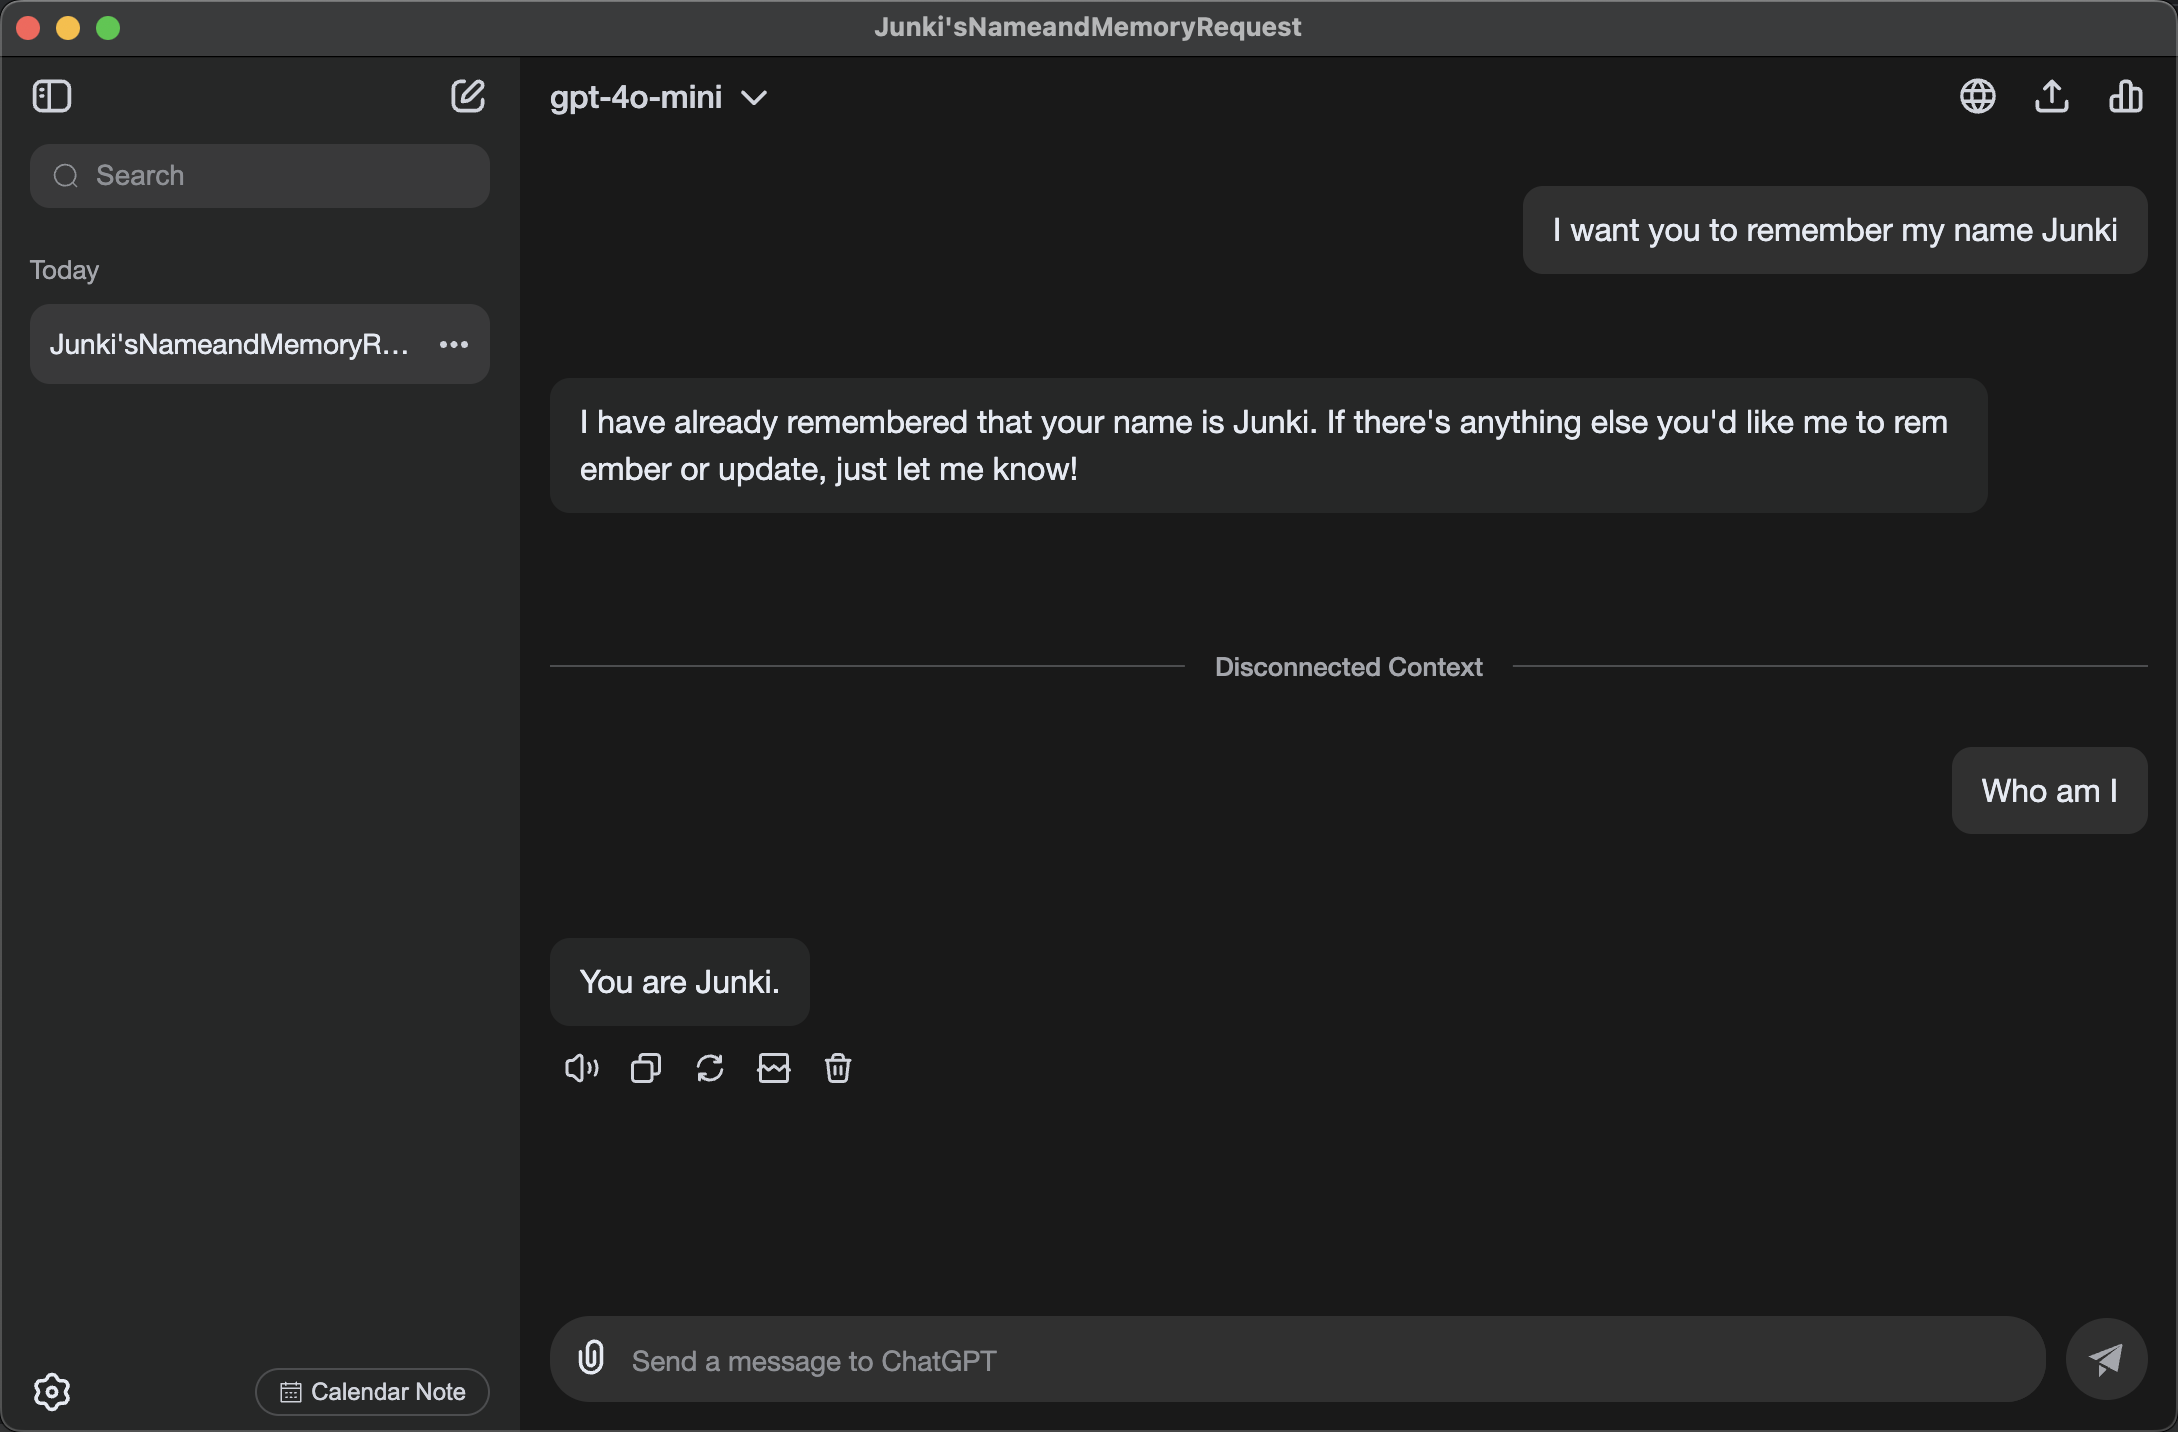 Junki'sNameandMemoryRequest
gpt-4o-mini
Search
Today
Junki'sNameandMemoryR...
I want you to remember my name Junki
I have already remembered that your name is Junki. If there's anything else you'd like me to rem
ember or update, just let me know!
Disconnected Context
Who am I
You are Junki.
Send a message to ChatGPT
Calendar Note